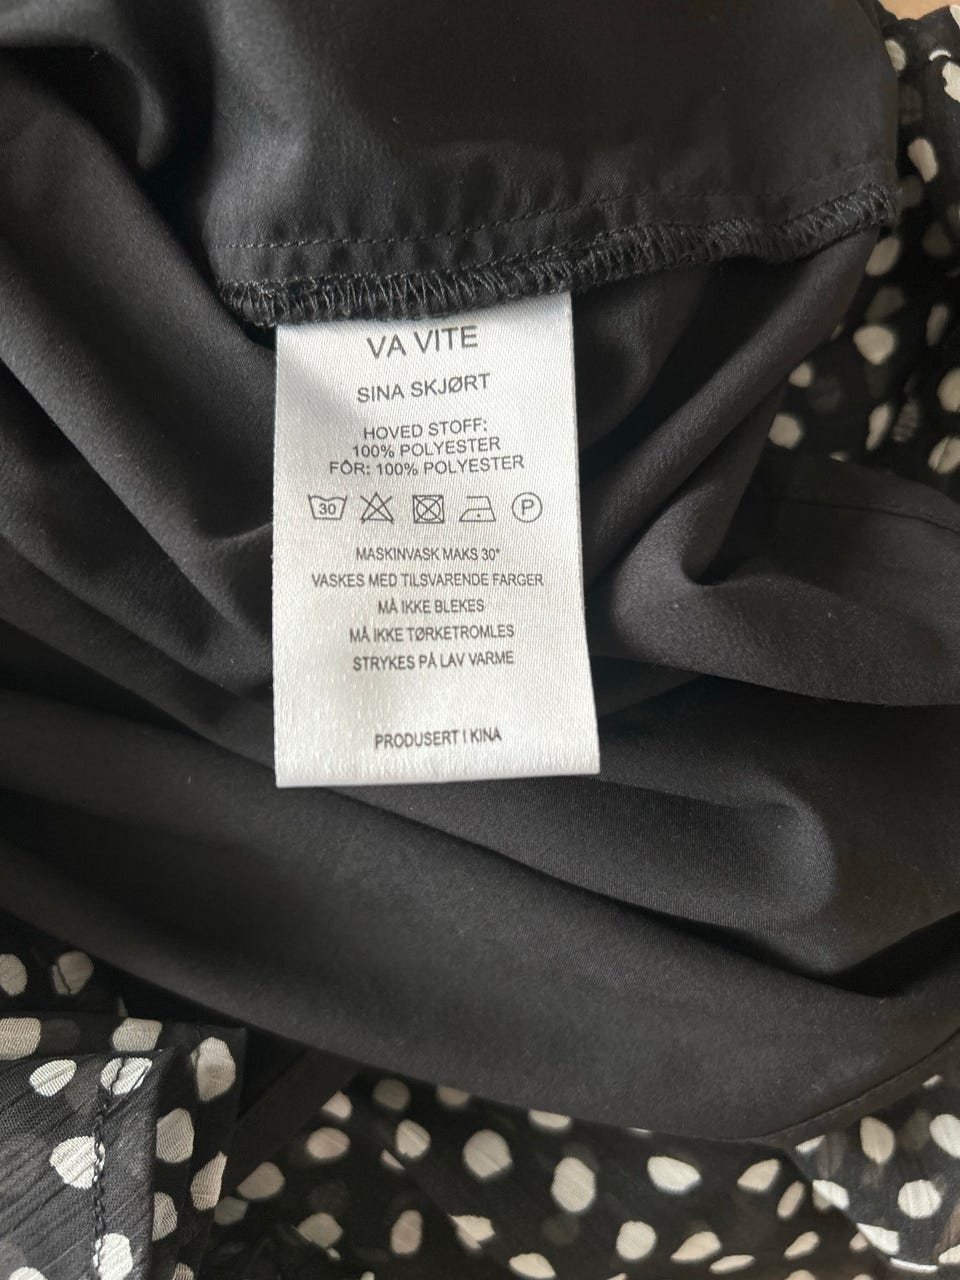 VA VITE
SINA SKJØRT
HOVED STOFF:
100% POLYESTER
FÔR: 100% POLYESTER
30 P
MASKINVASK MAKS 30°
VASKES MED TILSVARENDE FARGER
MÅ IKKE BLEKES
MÅ IKKE TØRKETROMLES
STRYKES PÅ LAV VARME
PRODUSERT I KINA